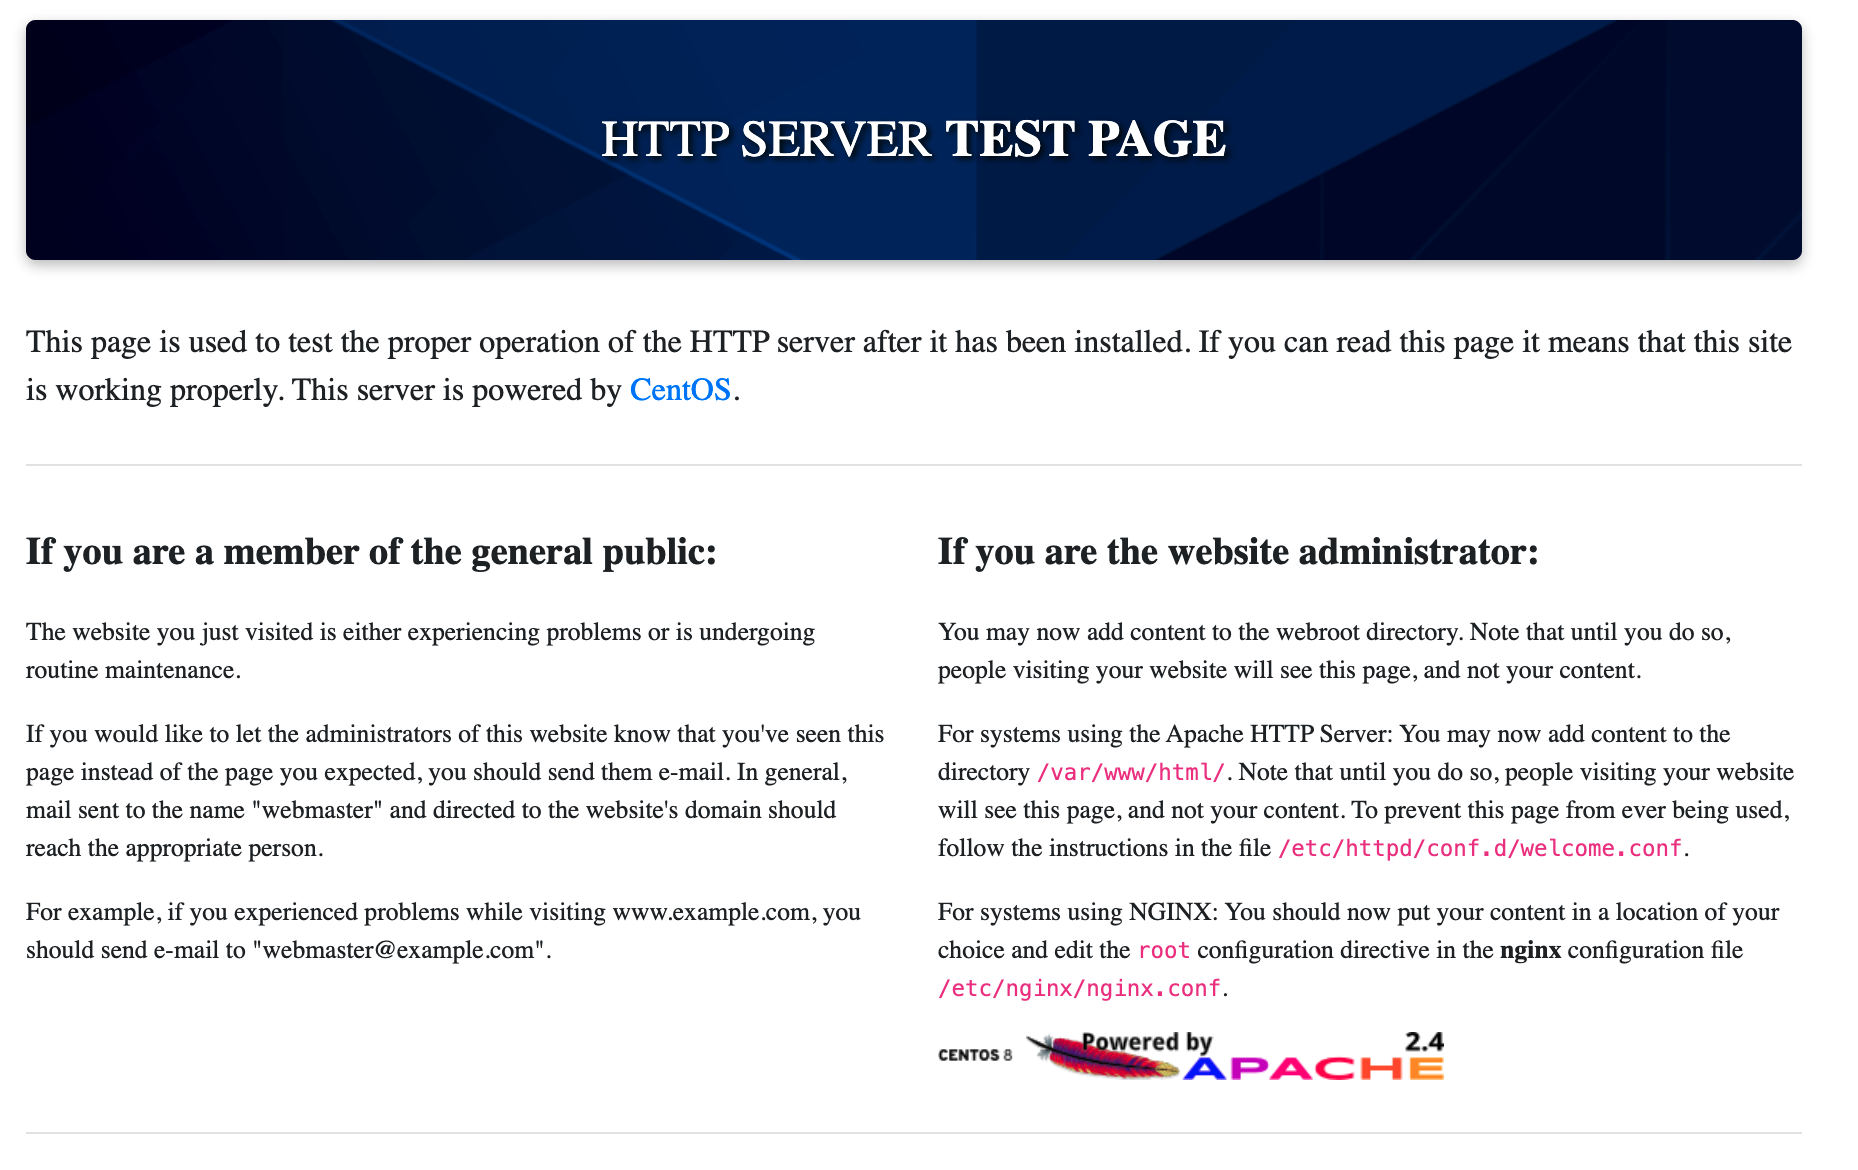 HTTP SERVER TEST PAGE
This page is used to test the proper operation of the HTTP server after it has been installed. If you can read this page it means that this site
is working properly. This server is powered by CentOS.
If you are a member of the general public:
The website you just visited is either experiencing problems or is undergoing
routine maintenance.
If you would like to let the administrators of this website know that you've seen this
page instead of the page you expected, you should send them e-mail. In general,
mail sent to the name "webmaster" and directed to the website's domain should
reach the appropriate person.
For example, if you experienced problems while visiting www.example.com, you
should send e-mail to "webmaster@example.com".
If you are the website administrator:
You may now add content to the webroot directory. Note that until you do so,
people visiting your website will see this page, and not your content.
For systems using the Apache HTTP Server: You may now add content to the
directory /var/www/html/. Note that until you do so, people visiting your website
will see this page, and not your content. To prevent this page from ever being used,
follow the instructions in the file /etc/httpd/conf.d/welcome.conf.
For systems using NGINX: You should now put your content in a location of your
choice and edit the root configuration directive in the nginx configuration file
/etc/nginx/nginx.conf.
CENTOS 8
Powered by 2.4
APACHE